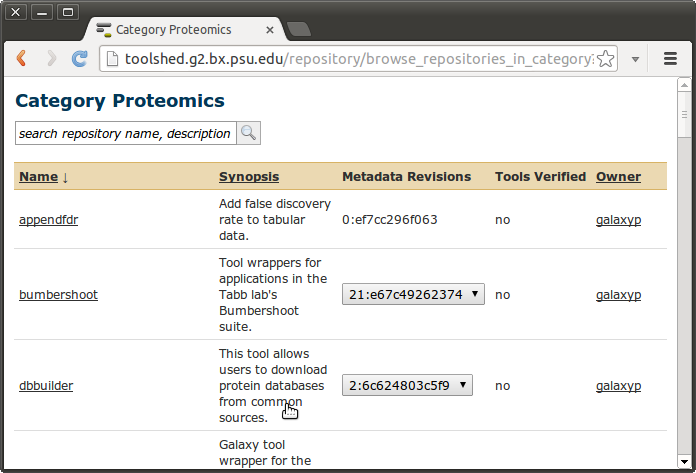 Category Proteomics
toolshed.g2.bx.psu.edu/repository/browse_repositories_in_category?
Category Proteomics
search repository name, description
Name ↓ Synopsis Metadata Revisions Tools Verified Owner
appendfdr
Add false discovery
rate to tabular
data.
0:ef7cc296f063
no
galaxyp
bumbershoot
Tool wrappers for
applications in the
Tabb lab's
Bumbershoot
suite.
21:e67c49262374
no
galaxyp
dbbuilder
This tool allows
users to download
protein databases
from common
sources.
2:6c624803c5f9
no
galaxyp
Galaxy tool
wrapper for the